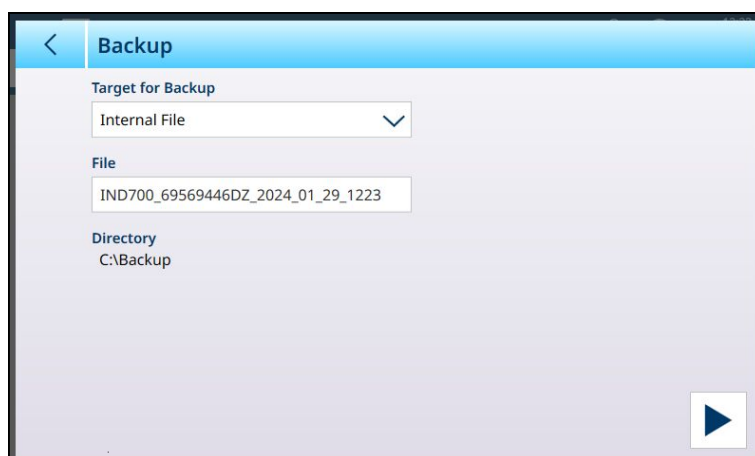 Backup
Target for Backup
Internal File
File
IND700_69569446DZ_2024_01_29_1223
Directory
C:\Backup